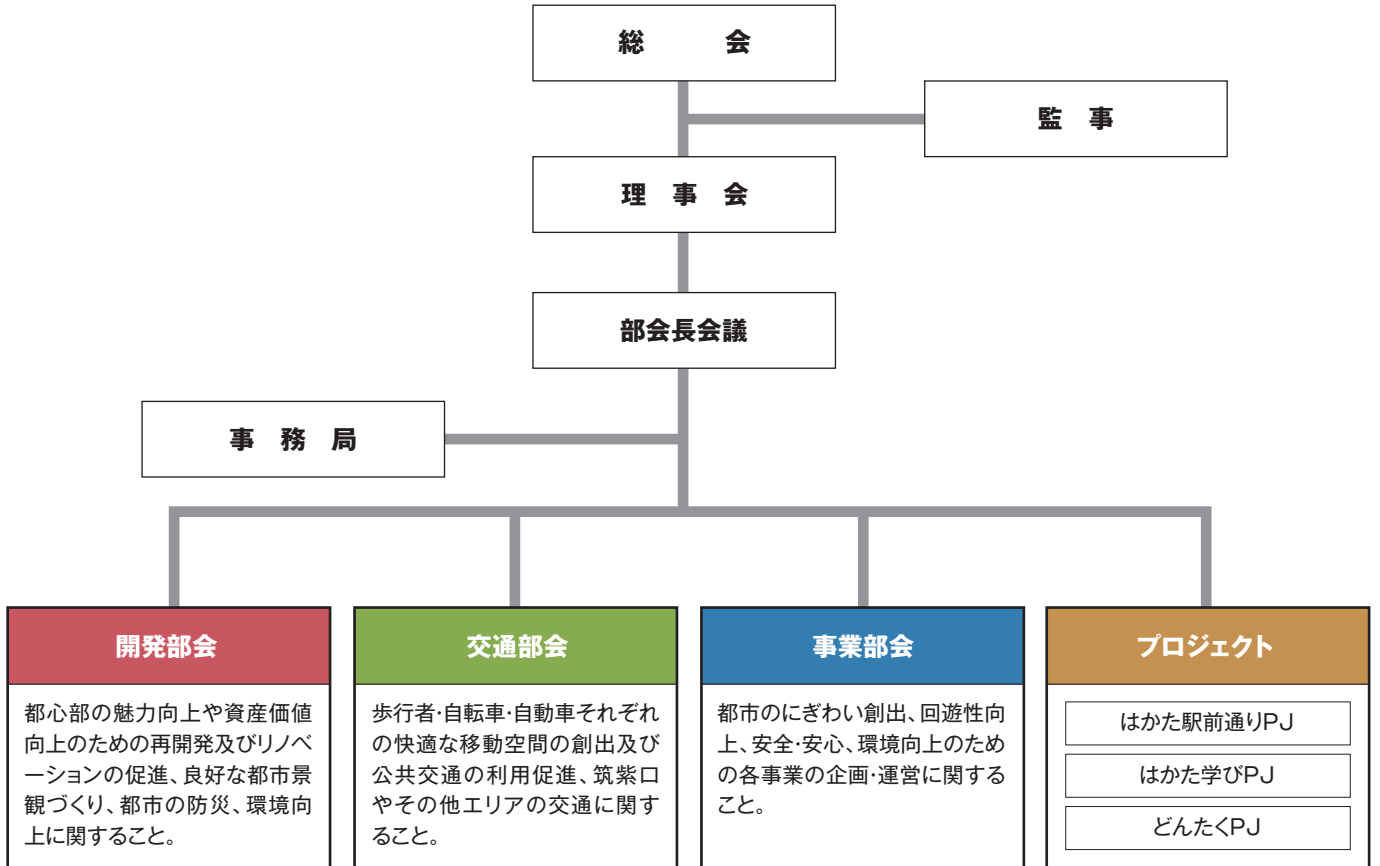 総　会
監　事
理　事　会
部会長会議
事　務　局
開発部会
都心部の魅力向上や資産価値
向上のための再開発及びリノベ
ーションの促進、良好な都市景
観づくり、都市の防災、環境向
上に関すること。
交通部会
歩行者・自転車・自動車それぞれ
の快適な移動空間の創出及び
公共交通の利用促進、筑紫口
やその他エリアの交通に関す
ること。
事業部会
都市のにぎわい創出、回遊性向
上、安全・安心、環境向上のため
の各事業の企画・運営に関する
こと。
プロジェクト
はかた駅前通りPJ
はかた学びPJ
どんたくPJ